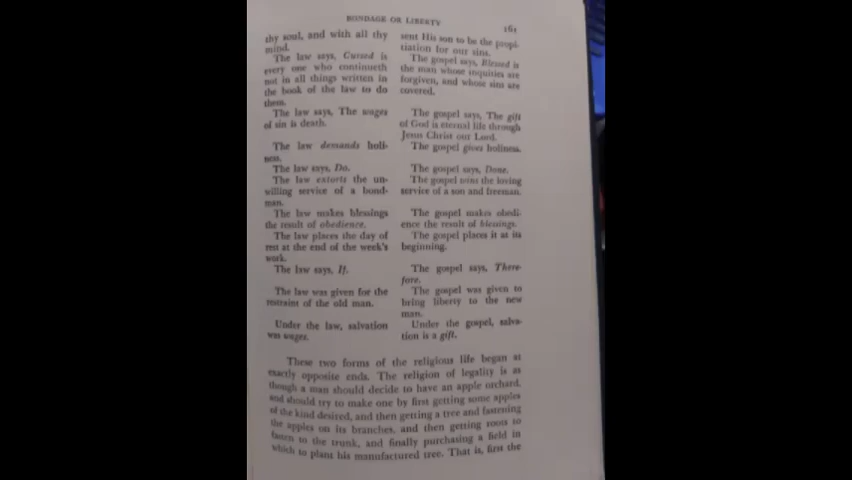 BONDAGE OR LIBERTY
161
thy soul, and with all thy
mind.
The law says, Cursed is
every one who continueth
not in all things written in
the book of the law to do
them.
The law says, The wages
of sin is death.
The law demands holi-
ness.
The law says, Do.
The law extorts the un-
willing service of a bond-
man.
The law makes blessings
the result of obedience.
The law places the day of
rest at the end of the week's
work.
The law says, If.
The law was given for the
restraint of the old man.
Under the law, salvation
was wages.
sent His son to be the propi-
tiation for our sins.
The gospel says, Blessed is
the man whose iniquities are
forgiven, and whose sins are
covered.
The gospel says, The gift
of God is eternal life through
Jesus Christ our Lord.
The gospel gives holiness.
The gospel says, Done.
The gospel wins the loving
service of a son and freeman.
The gospel makes obedi-
ence the result of blessings.
The gospel places it at its
beginning.
The gospel says, There-
fore.
The gospel was given to
bring liberty to the new
man.
Under the gospel, salva-
tion is a gift.
These two forms of the religious life began at
exactly opposite ends. The religion of legality is as
though a man should decide to have an apple orchard,
and should try to make one by first getting some apples
of the kind desired, and then getting a tree and fastening
the apples on its branches, and then getting roots to
fasten to the trunk, and finally purchasing a field in
which to plant his manufactured tree. That is, first the